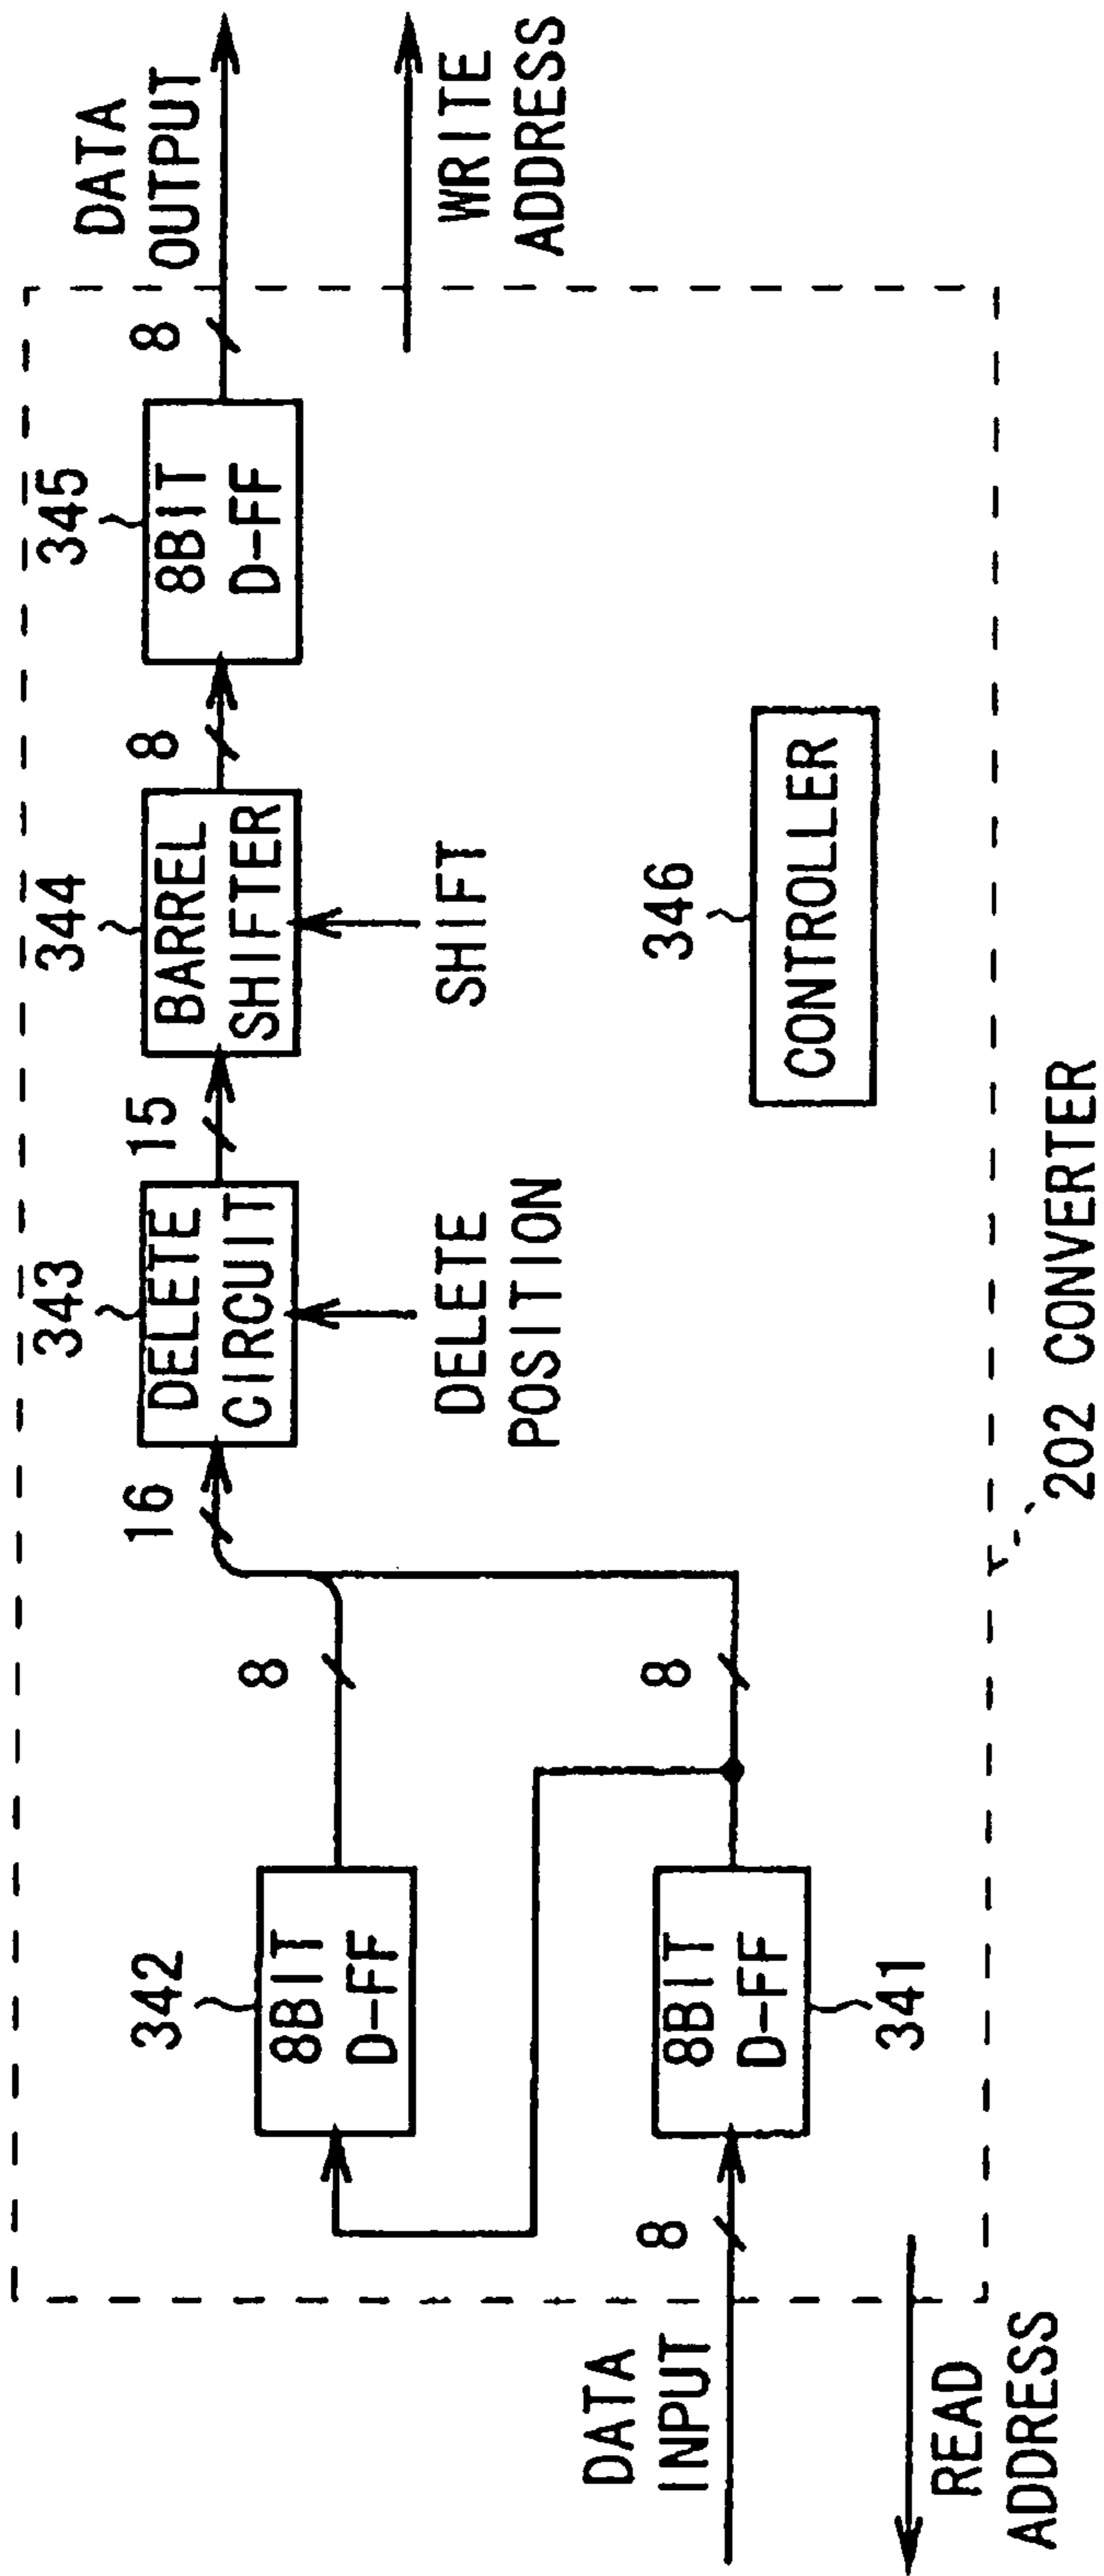 DATA
INPUT
8
READ
ADDRESS
342
8BIT
D-FF
8BIT
D-FF
341
8
8
16
343
DELETE
CIRCUIT
DELETE
POSITION
15
344
BARREL
SHIFTER
SHIFT
8
345
8BIT
D-FF
8
DATA
OUTPUT
WRITE
ADDRESS
346
CONTROLLER
202 CONVERTER